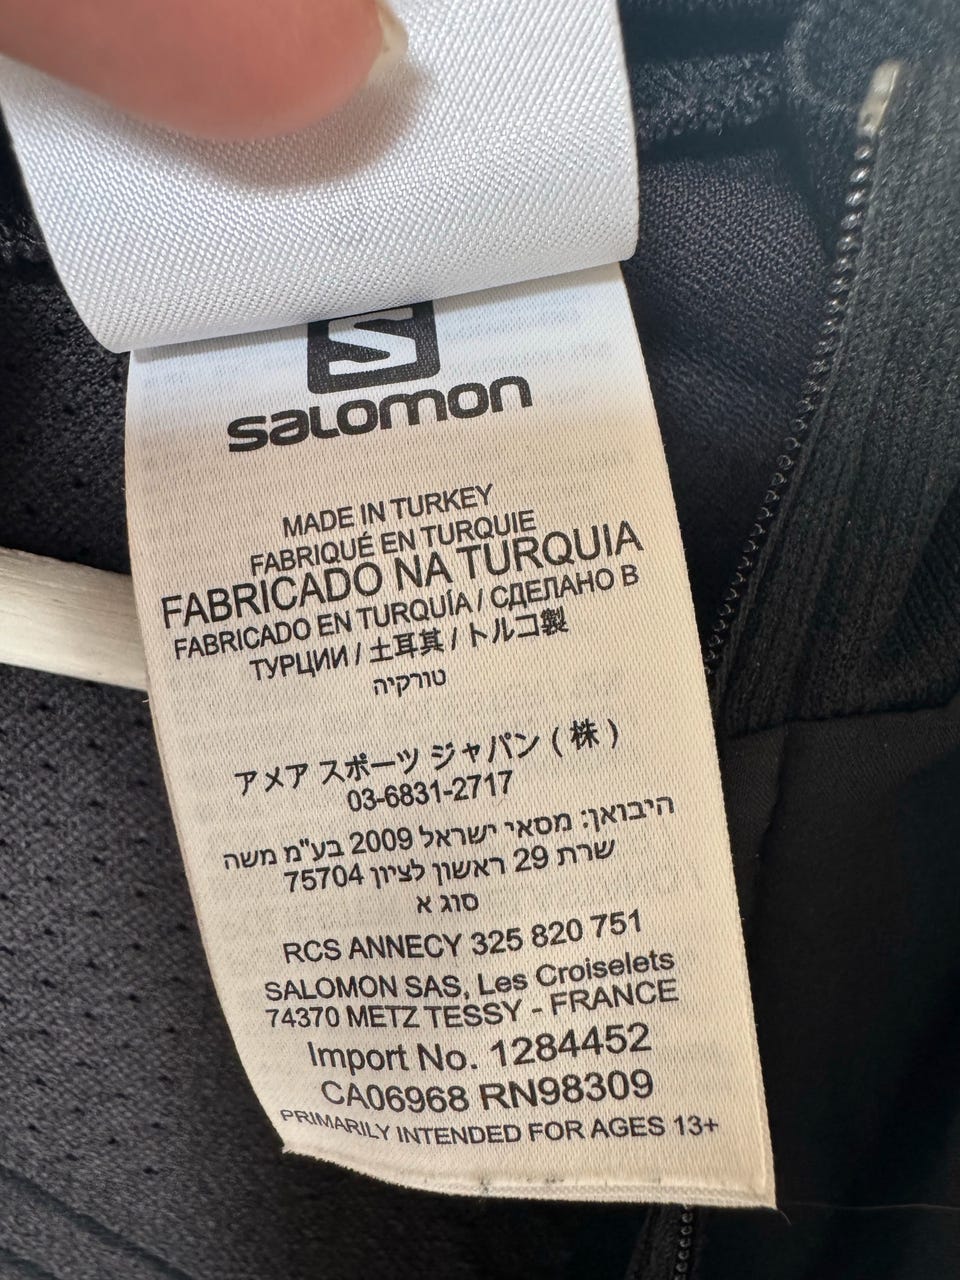 S
SALOMON
MADE IN TURKEY
FABRIQUÉ EN TURQUIE
FABRICADO NA TURQUIA
FABRICADO EN TURQUÍA / СДЕЛАНО В
ТУРЦИИ / 土耳其 / トルコ製
טורקיה
アメア スポーツ ジャパン ( 株 )
03-6831-2717
היבואן: מסאי ישראל 2009 בע"מ משה
שרת 29 ראשון לציון 75704
סוג א
RCS ANNECY 325 820 751
SALOMON SAS, Les Croiselets
74370 METZ TESSY - FRANCE
Import No. 1284452
CA06968 RN98309
PRIMARILY INTENDED FOR AGES 13+